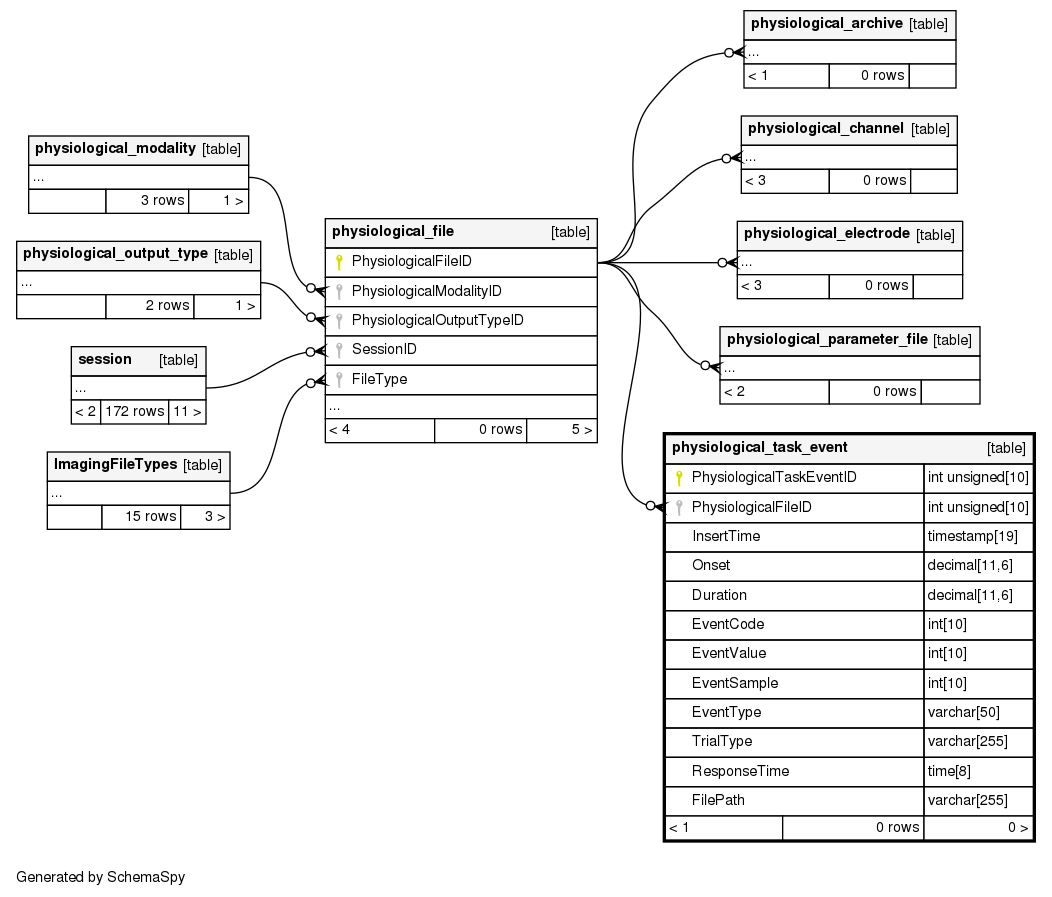 physiological_archive [table]
...
< 1 0 rows
physiological_channel [table]
...
< 3 0 rows
physiological_modality [table]
...
3 rows 1 >
physiological_output_type [table]
...
2 rows 1 >
session [table]
...
< 2 172 rows 11 >
ImagingFileTypes [table]
...
15 rows 3 >
physiological_file [table]
PhysiologicalFileID
PhysiologicalModalityID
PhysiologicalOutputTypeID
SessionID
FileType
...
< 4 0 rows 5 >
physiological_electrode [table]
...
< 3 0 rows
physiological_parameter_file [table]
...
< 2 0 rows
physiological_task_event [table]
PhysiologicalTaskEventID int unsigned[10]
PhysiologicalFileID int unsigned[10]
InsertTime timestamp[19]
Onset decimal[11,6]
Duration decimal[11,6]
EventCode int[10]
EventValue int[10]
EventSample int[10]
EventType varchar[50]
TrialType varchar[255]
ResponseTime time[8]
FilePath varchar[255]
< 1 0 rows 0 >
Generated by SchemaSpy